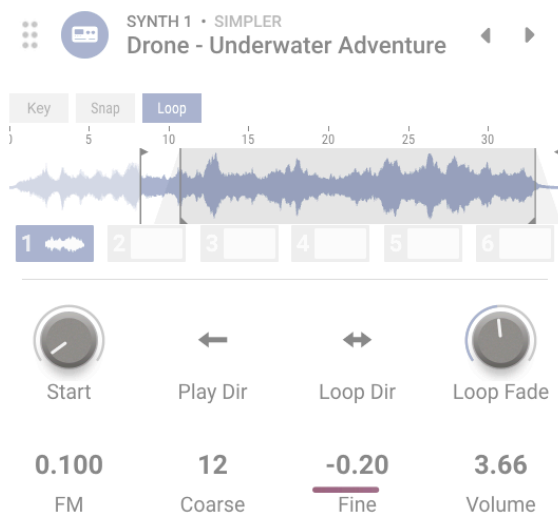 SYNTH 1 • SIMPLER
Drone - Underwater Adventure
Key Snap Loop
0 5 10 15 20 25 30
1 2 3 4 5 6
Start Play Dir Loop Dir Loop Fade
0.100 12 -0.20 3.66
FM Coarse Fine Volume